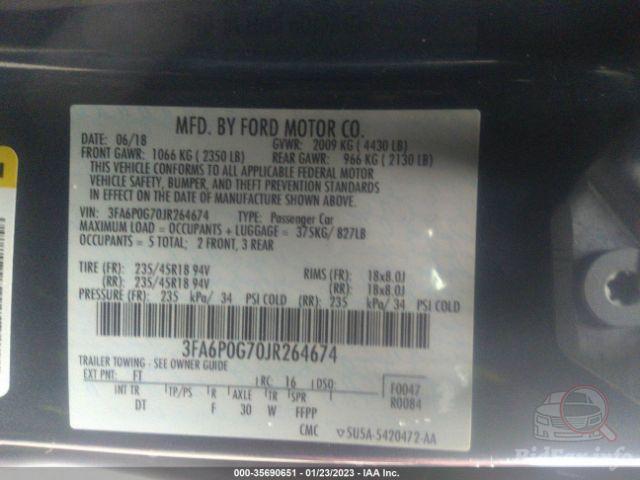 MFD. BY FORD MOTOR CO.
DATE: 06/18 GVWR: 2009 KG ( 4430 LB)
FRONT GAWR: 1066 KG ( 2350 LB) REAR GAWR: 966 KG ( 2130 LB)
THIS VEHICLE CONFORMS TO ALL APPLICABLE FEDERAL MOTOR
VEHICLE SAFETY, BUMPER, AND THEFT PREVENTION STANDARDS
IN EFFECT ON THE DATE OF MANUFACTURE SHOWN ABOVE.
VIN: 3FA6P0G70JR264674 TYPE: Passenger Car
MAXIMUM LOAD = OCCUPANTS + LUGGAGE = 375KG/ 827LB
OCCUPANTS = 5 TOTAL; 2 FRONT, 3 REAR
TIRE (FR): 235/45R18 94V RIMS (FR): 18x8.0J
(RR): 235/45R18 94V (RR): 18x8.0J
PRESSURE (FR): 235 kPa/ 34 PSI COLD (RR): 235 kPa/ 34 PSI COLD
3FA6P0G70JR264674
TRAILER TOWING - SEE OWNER GUIDE
EXT PNT: FT RC: 16 DSO: F0047
INT TR TP/PS R AXLE TR SPR R0084
DT F 30 W FFPP
CMC ▽SU5A-5420472-AA
BidFax.info
000-35690651 - 01/23/2023 - IAA Inc.